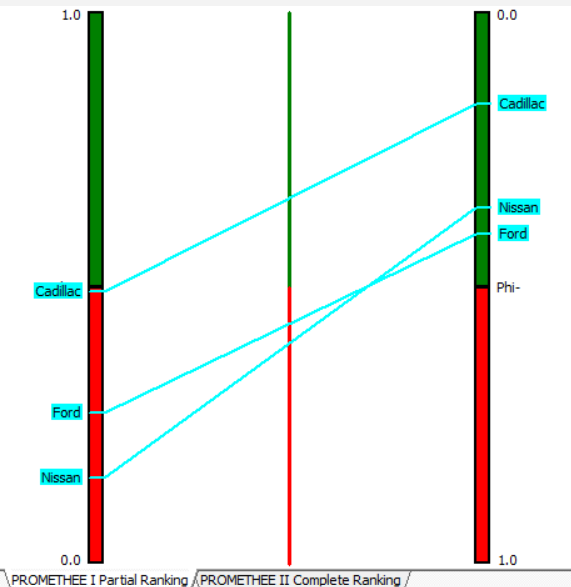 1.0
0.0
Cadillac
Nissan
Ford
Phi-
Cadillac
Ford
Nissan
0.0
1.0
PROMETHEE I Partial Ranking
PROMETHEE II Complete Ranking